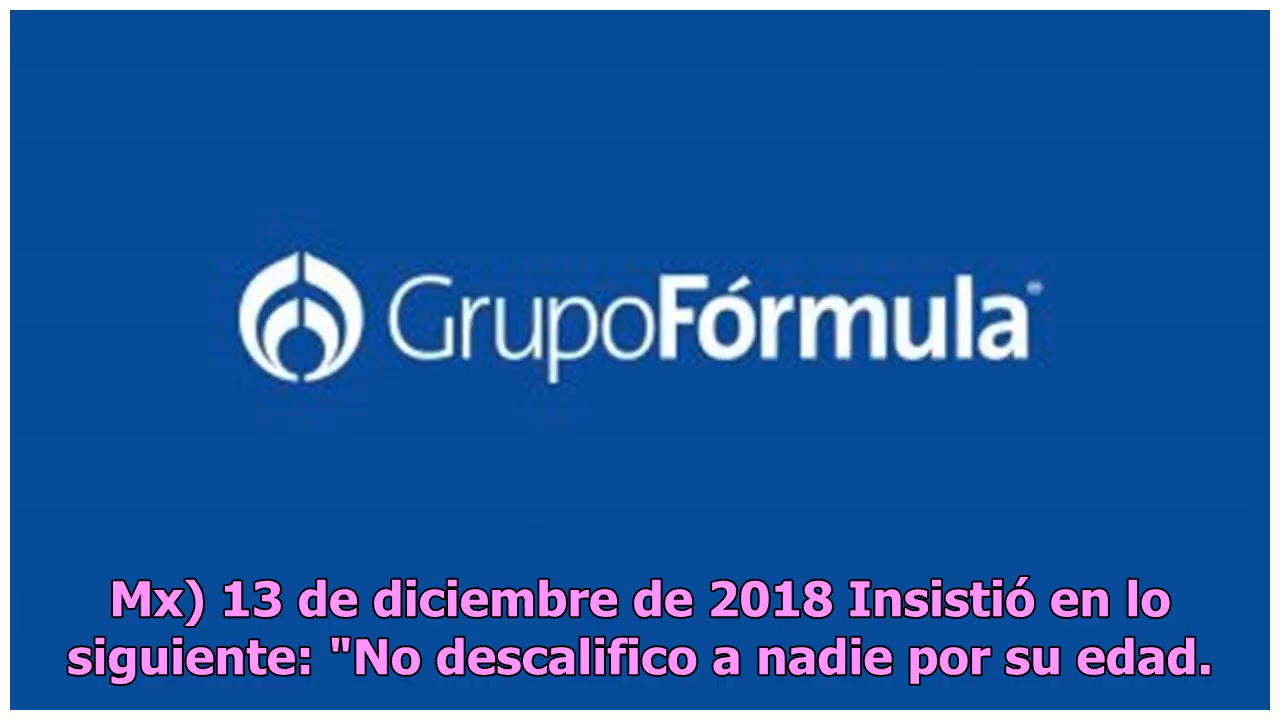 GrupoFórmula®
Mx) 13 de diciembre de 2018 Insistió en lo
siguiente: "No descalifico a nadie por su edad.